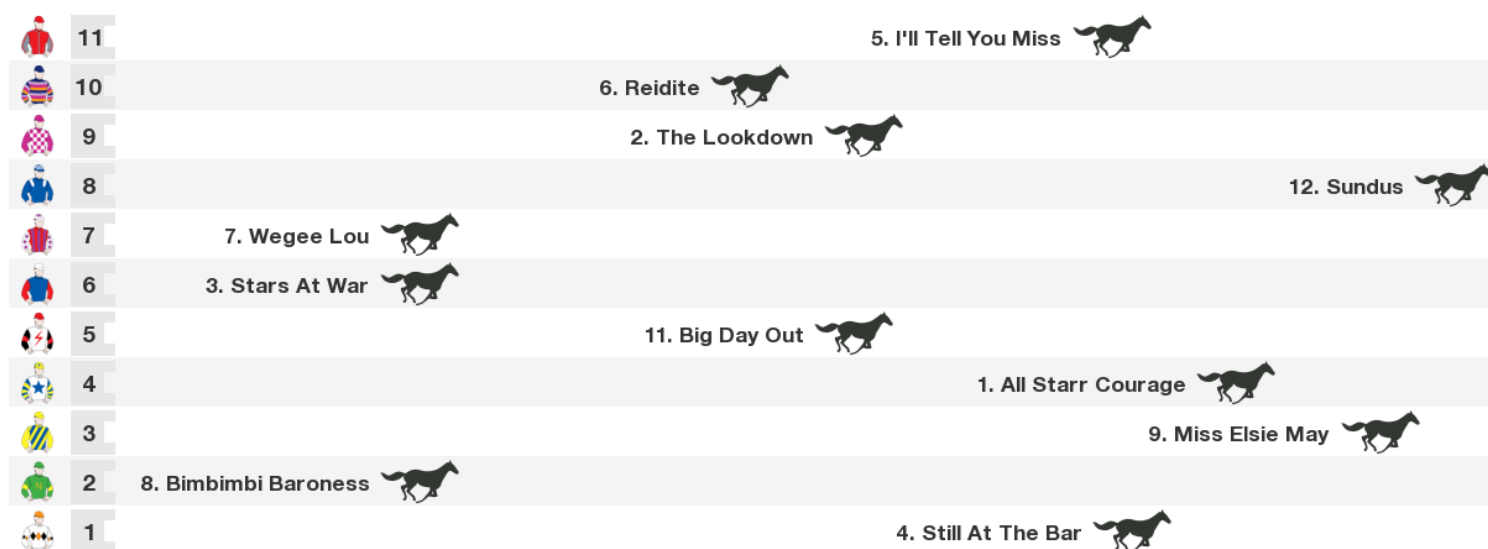 11 5. I'll Tell You Miss
10 6. Reidite
9 2. The Lookdown
8 12. Sundus
7 7. Wegee Lou
6 3. Stars At War
5 11. Big Day Out
4 1. All Starr Courage
3 9. Miss Elsie May
N 2 8. Bimbimbi Baroness
1 4. Still At The Bar